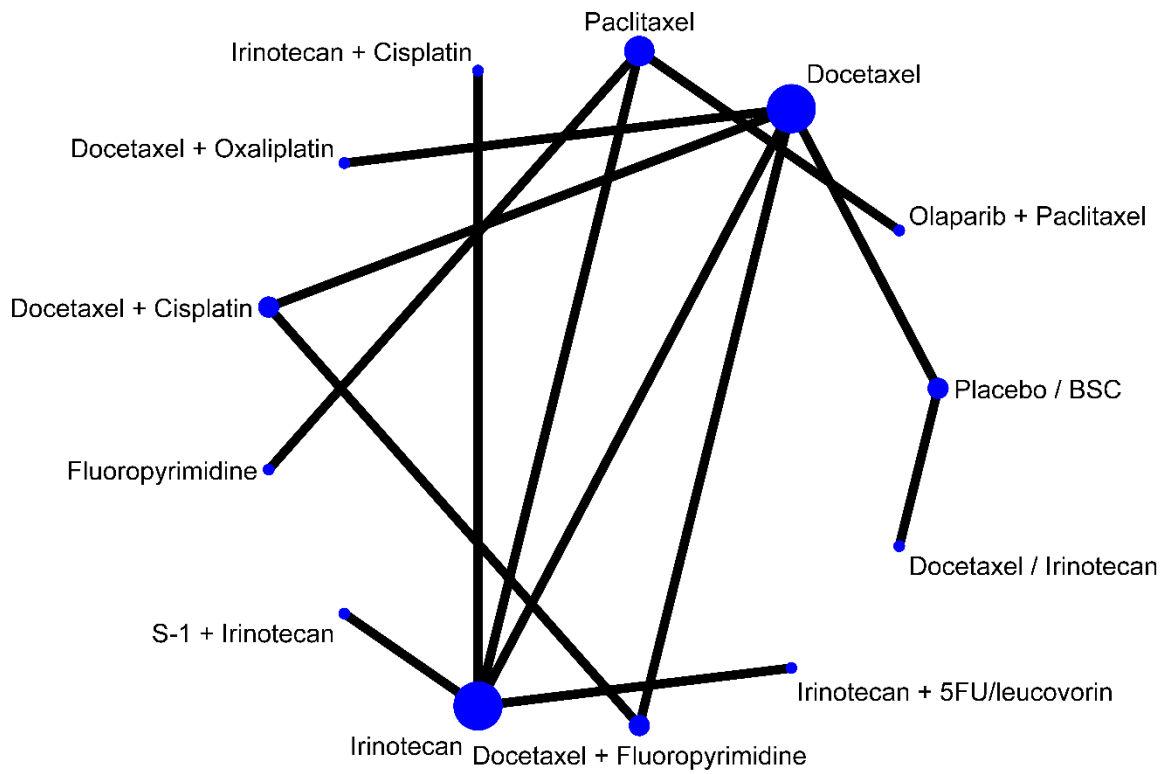 Paclitaxel
Irinotecan + Cisplatin
Docetaxel
Docetaxel + Oxaliplatin
Olaparib + Paclitaxel
Docetaxel + Cisplatin
Placebo / BSC
Fluoropyrimidine
Docetaxel / Irinotecan
S-1 + Irinotecan
Irinotecan + 5FU/leucovorin
Irinotecan
Docetaxel + Fluoropyrimidine